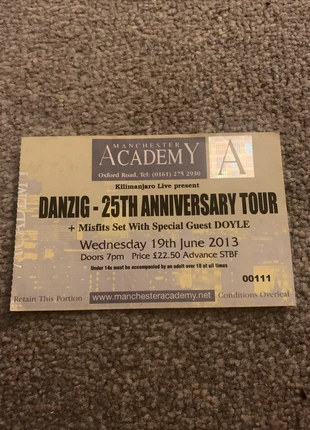 MANCHESTER
ACADEMY
Oxford Road, Tel: (0161) 275 2930
A
Kilimanjaro Live present
DANZIG - 25TH ANNIVERSARY TOUR
+ Misfits Set With Special Guest DOYLE
Wednesday 19th June 2013
Doors 7pm Price £22.50 Advance STBF
Under 14s must be accompanied by an adult over 18 at all times
00111
Retain This Portion
www.manchesteracademy.net
Conditions Overleaf
ACADEMY